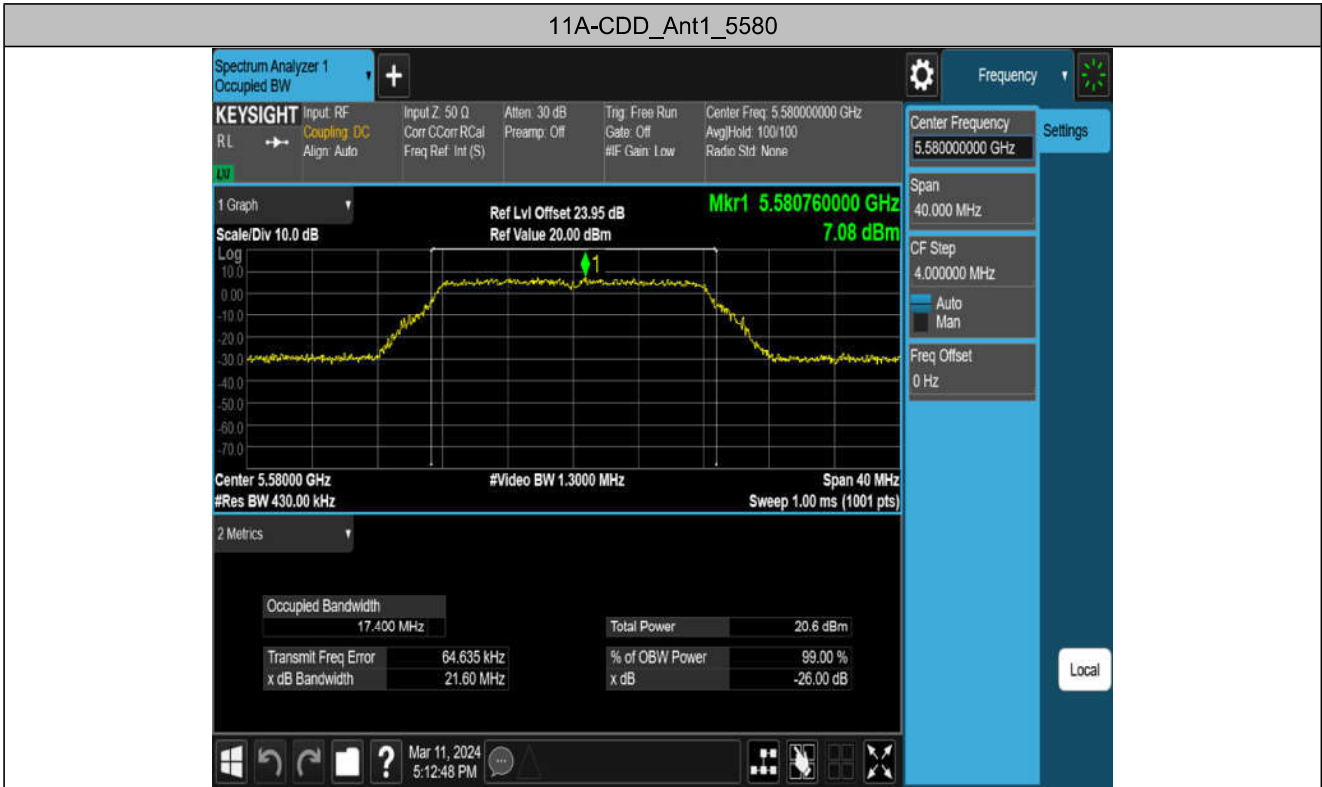 11A-CDD_Ant1_5580
Spectrum Analyzer 1
Occupied BW
+
Frequency
KEYSIGHT
RL
LXI
Input: RF
Coupling: DC
Align: Auto
Input Z: 50 Ω
Corr CCorr RCal
Freq Ref: Int (S)
Atten: 30 dB
Preamp: Off
Trig: Free Run
Gate: Off
#IF Gain: Low
Center Freq: 5.580000000 GHz
Avg|Hold: 100/100
Radio Std: None
Center Frequency
5.580000000 GHz
Settings
Span
40.000 MHz
CF Step
4.000000 MHz
Auto
Man
Freq Offset
0 Hz
Local
1 Graph
Scale/Div 10.0 dB
Ref Lvl Offset 23.95 dB
Ref Value 20.00 dBm
Mkr1 5.580760000 GHz
7.08 dBm
Log
1
10.0
0.00
-10.0
-20.0
-30.0
-40.0
-50.0
-60.0
-70.0
Center 5.58000 GHz
#Video BW 1.3000 MHz
Span 40 MHz
#Res BW 430.00 kHz
Sweep 1.00 ms (1001 pts)
2 Metrics
Occupied Bandwidth
17.400 MHz
Total Power 20.6 dBm
Transmit Freq Error 64.635 kHz
% of OBW Power 99.00 %
x dB Bandwidth 21.60 MHz
x dB -26.00 dB
?
Mar 11, 2024
5:12:48 PM